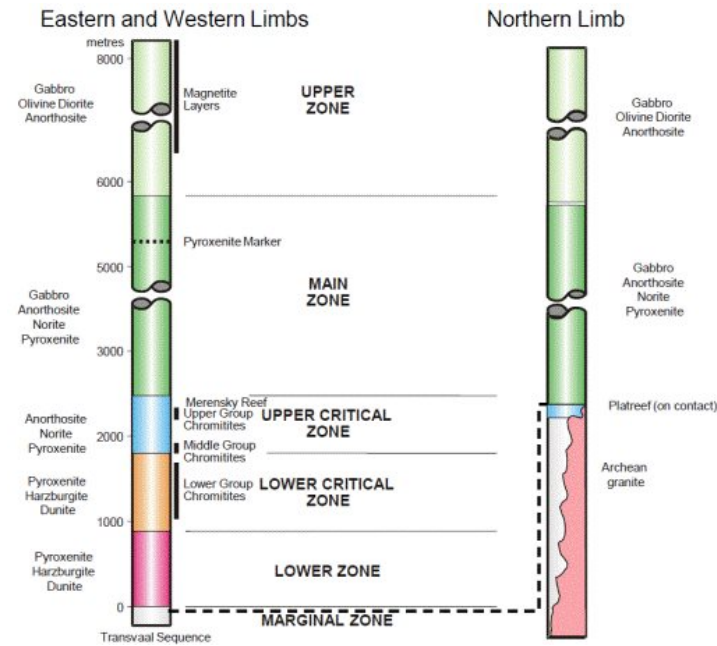 Eastern and Western Limbs
Northern Limb
metres
8000
6000
5000
3000
2000
1000
0
Gabbro
Olivine Diorite
Anorthosite
Gabbro
Anorthosite
Norite
Pyroxenite
Anorthosite
Norite
Pyroxenite
Pyroxenite
Harzburgite
Dunite
Pyroxenite
Harzburgite
Dunite
Transvaal Sequence
Magnetite
Layers
Pyroxenite Marker
Merensky Reef
Upper Group
Chromitites
Middle Group
Chromitites
Lower Group
Chromitites
UPPER
ZONE
MAIN
ZONE
UPPER CRITICAL
ZONE
LOWER CRITICAL
ZONE
LOWER ZONE
MARGINAL ZONE
Gabbro
Olivine Diorite
Anorthosite
Gabbro
Anorthosite
Norite
Pyroxenite
Platreef (on contact)
Archean
granite